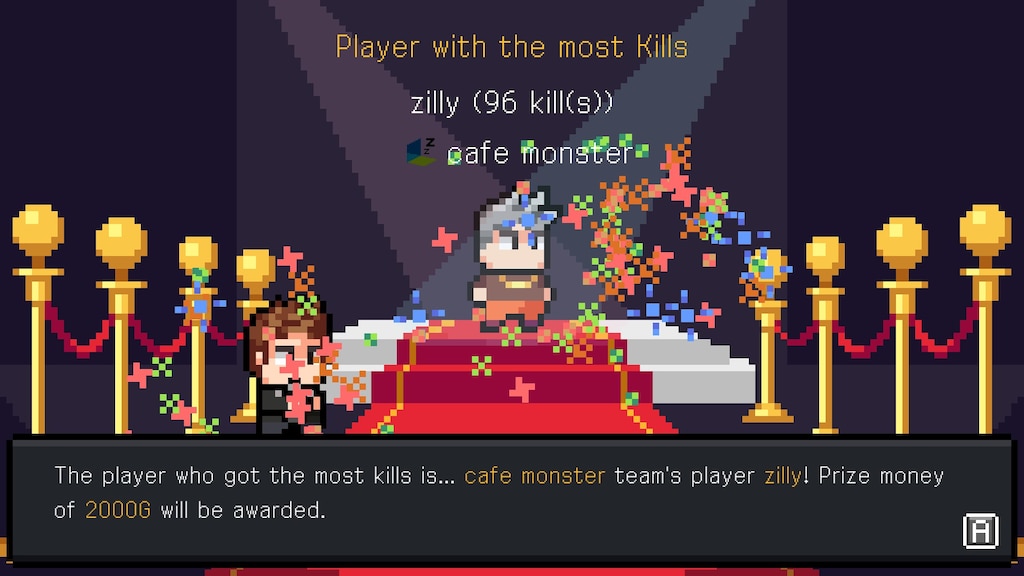 Player with the most Kills
zilly (96 kill(s))
cafe monster
The player who got the most kills is... cafe monster team's player zilly! Prize money
of 2000G will be awarded.
A